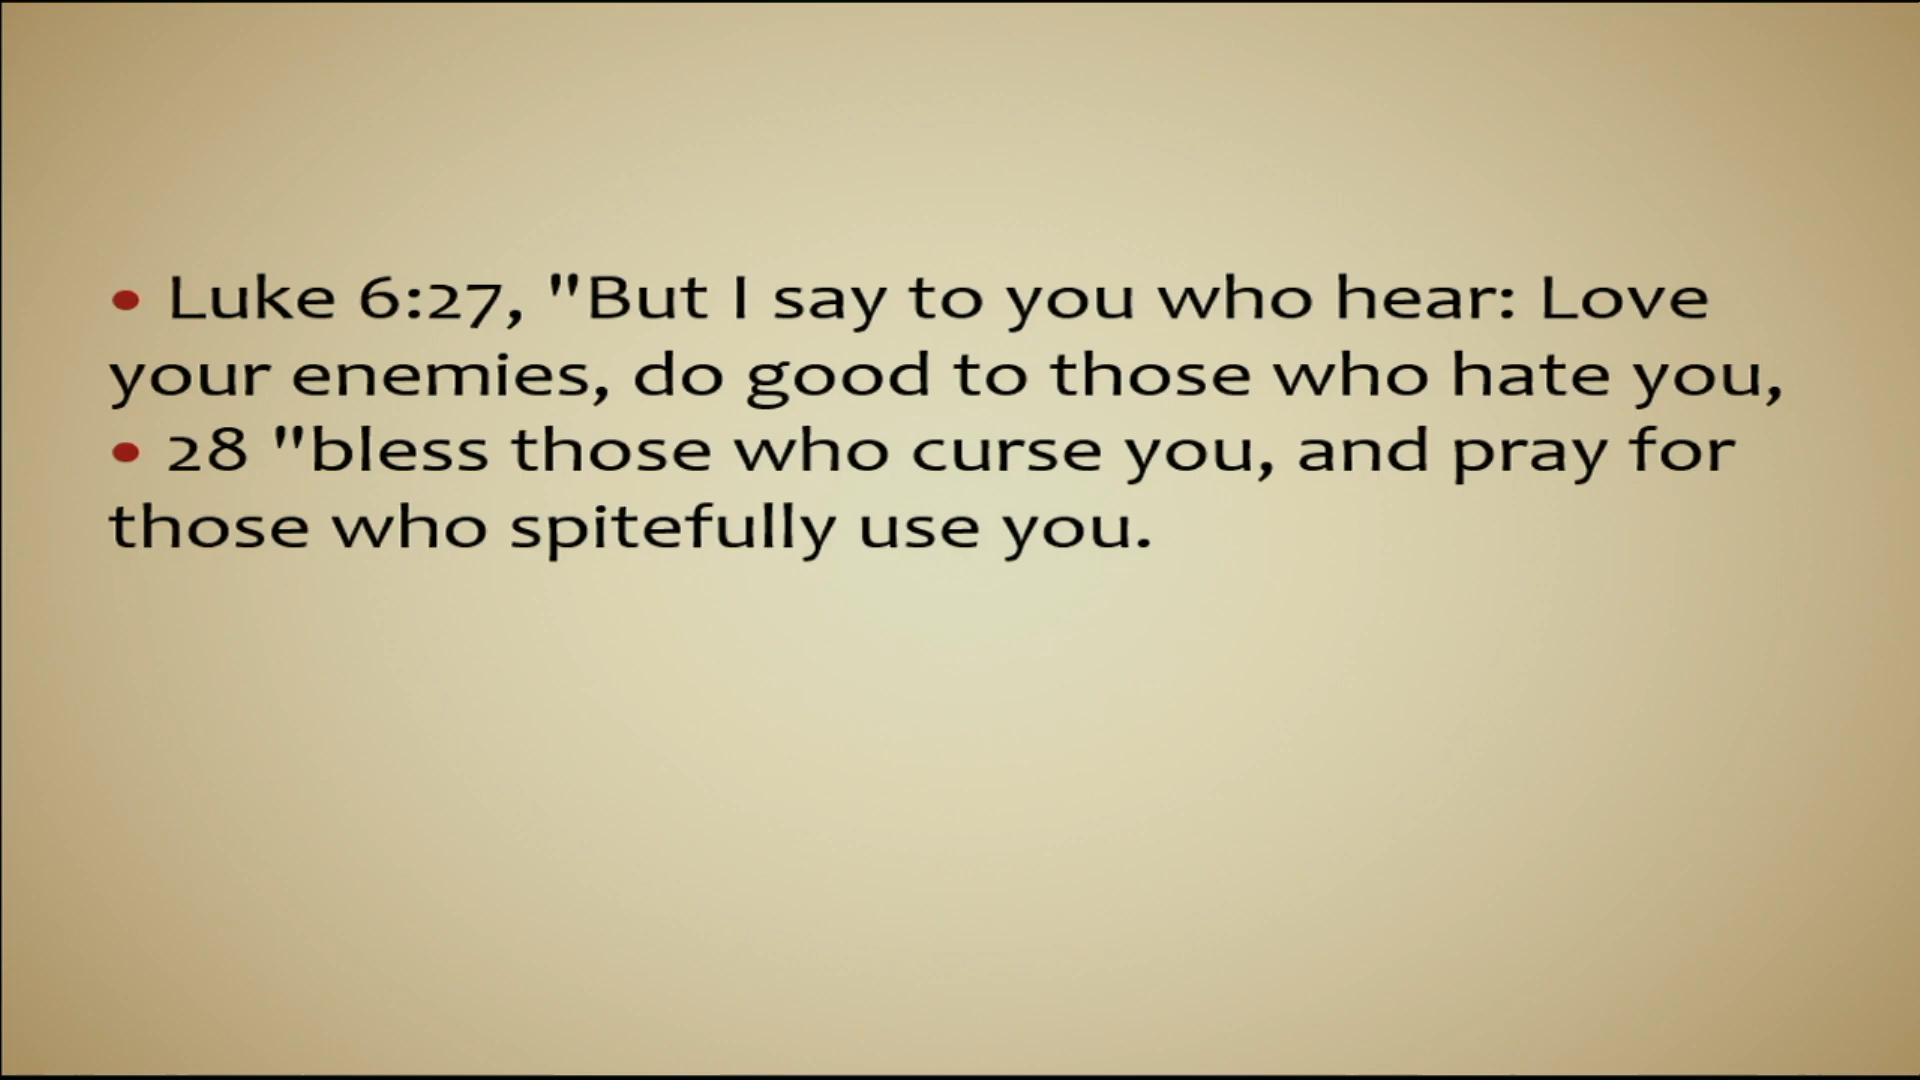 • Luke 6:27, "But I say to you who hear: Love
your enemies, do good to those who hate you,
• 28 "bless those who curse you, and pray for
those who spitefully use you.